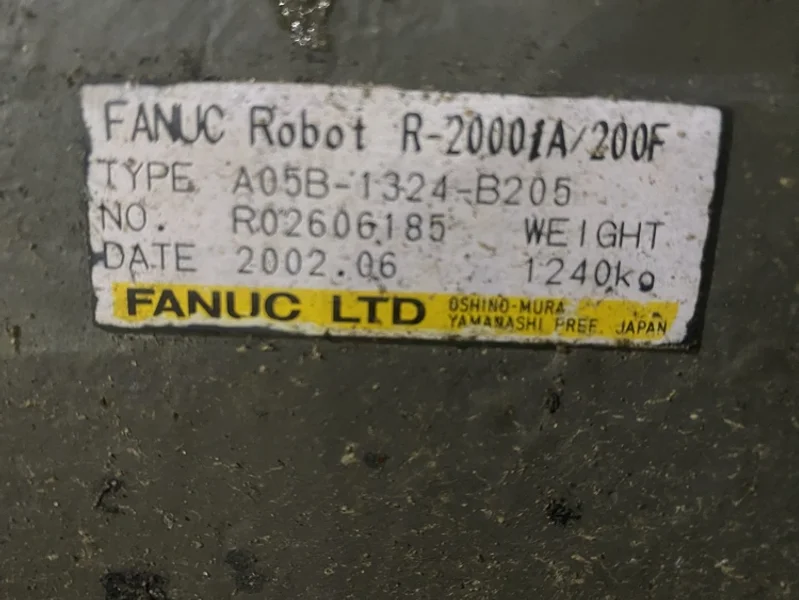 FANUC Robot R-2000iA/200F
TYPE A05B-1324-B205
NO. R02606185 WEIGHT
DATE 2002.06 1240kg
FANUC LTD OSHINO-MURA
YAMANASHI PREF. JAPAN